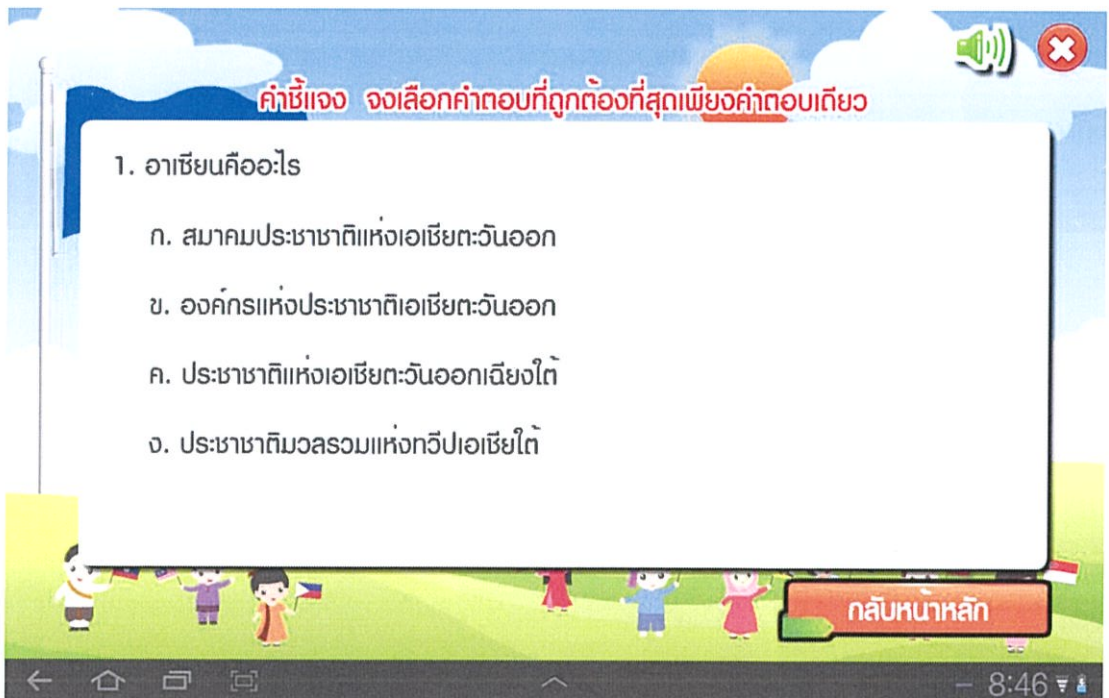 คำชี้แจง จงเลือกคำตอบที่ถูกต้องที่สุดเพียงคำตอบเดียว
1. อาเซียนคืออะไร
ก. สมาคมประชาชาติแห่งเอเชียตะวันออก
ข. องค์กรแห่งประชาชาติเอเชียตะวันออก
ค. ประชาชาติแห่งเอเชียตะวันออกเฉียงใต้
ง. ประชาชาติมวลรวมแห่งทวีปเอเชียใต้
กลับหน้าหลัก
8:46